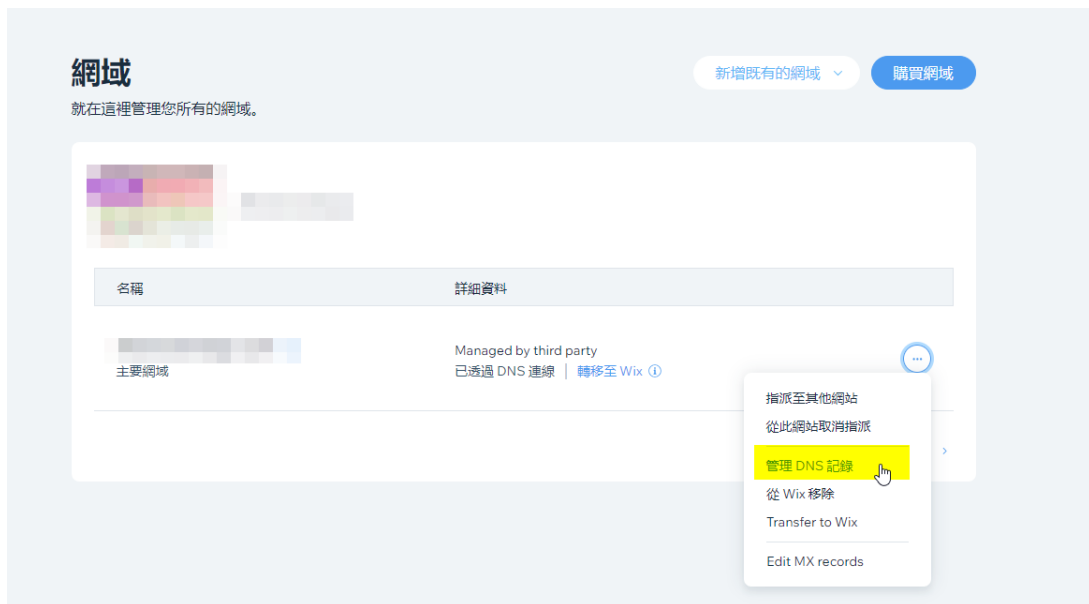 網域
新增既有的網域
購買網域
就在這裡管理您所有的網域。
名稱
詳細資料
Managed by third party
主要網域
已透過 DNS 連線 | 轉移至 Wix
指派至其他網站
從此網站取消指派
管理 DNS 記錄
從 Wix 移除
Transfer to Wix
Edit MX records